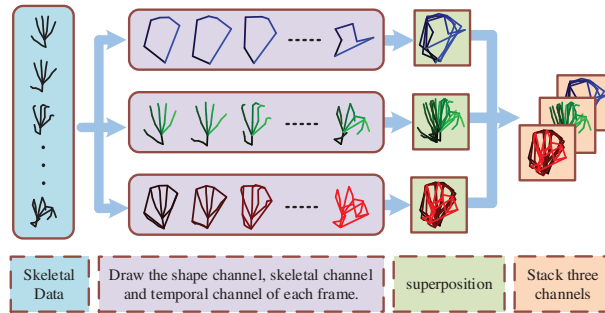 Skeletal
Data
Draw the shape channel, skeletal channel
and temporal channel of each frame.
superposition
Stack three
channels